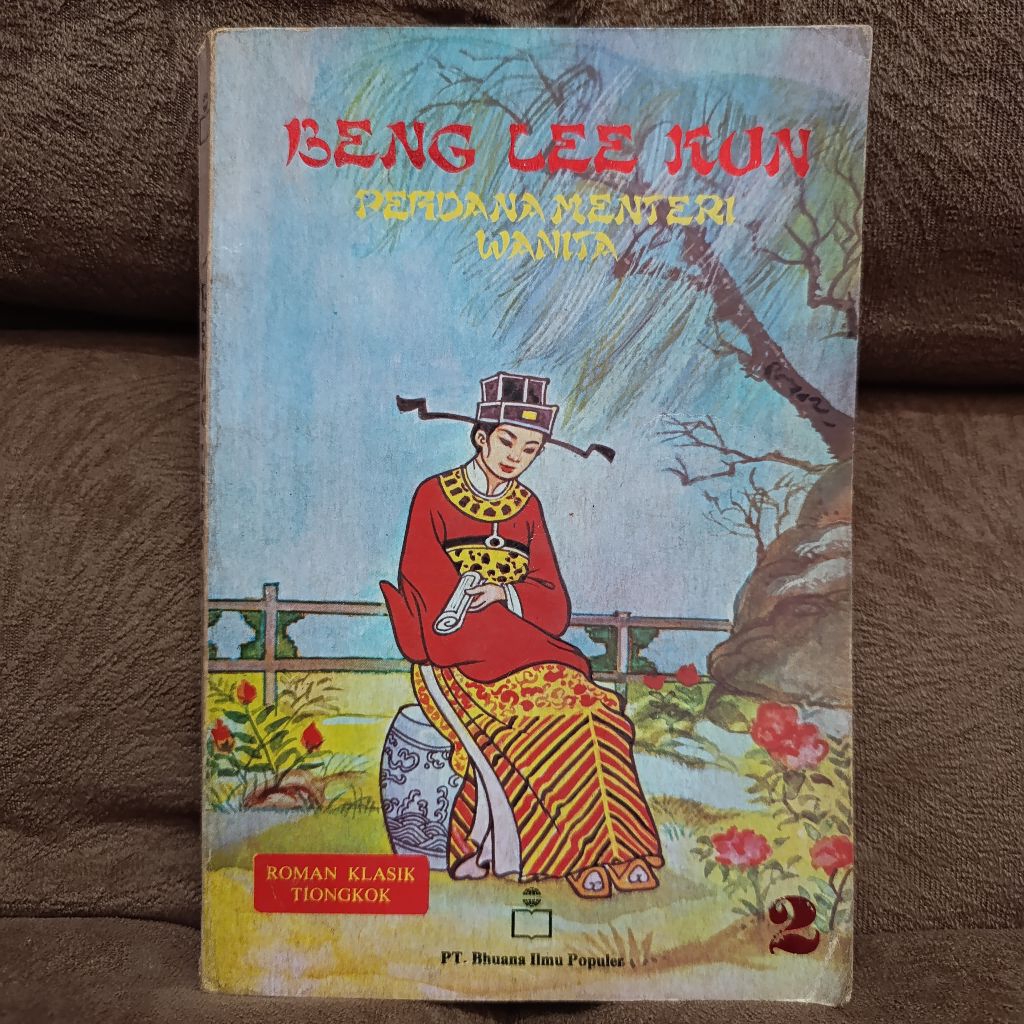 BENG LEE KUN
PERDANA MENTERI
WANITA
ROMAN KLASIK
TIONGKOK
2
PT. Bhuana Ilmu Populer